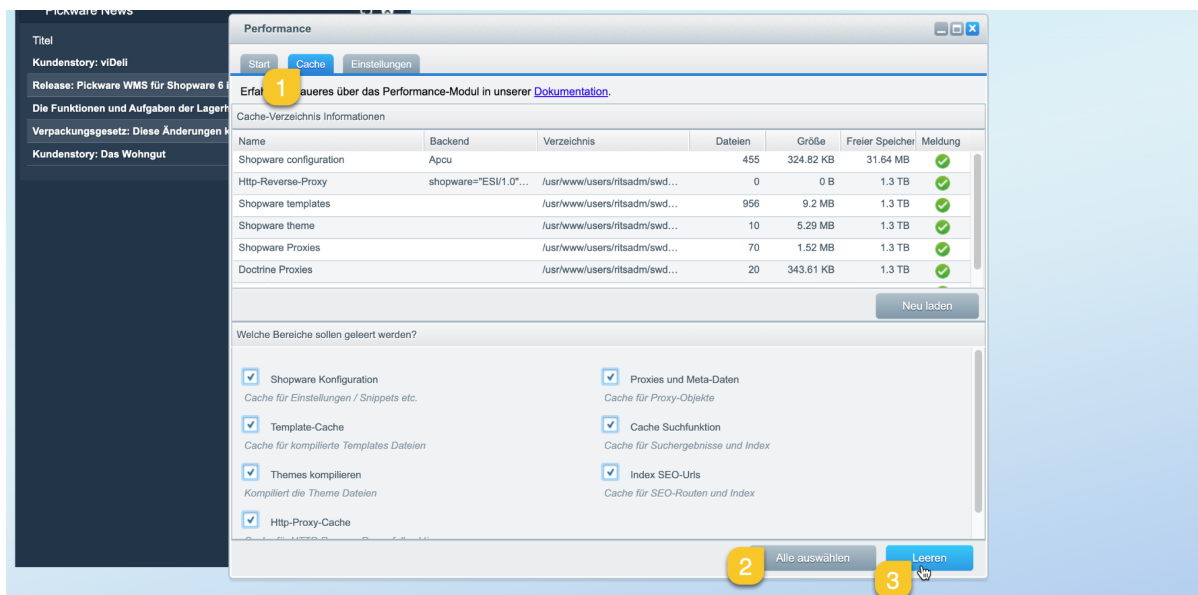 Pickware News
Titel
Kundenstory: viDeli
Release: Pickware WMS für Shopware 6 i
Die Funktionen und Aufgaben der Lagerh
Verpackungsgesetz: Diese Änderungen k
Kundenstory: Das Wohngut
Performance
Start Cache Einstellungen
1
Erfah aueres über das Performance-Modul in unserer Dokumentation.
Cache-Verzeichnis Informationen
Name Backend Verzeichnis Dateien Größe Freier Speicher Meldung
Shopware configuration Apcu 455 324.82 KB 31.64 MB
Http-Reverse-Proxy shopware="ESI/1.0"... /usr/www/users/ritsadm/swd... 0 0 B 1.3 TB
Shopware templates /usr/www/users/ritsadm/swd... 956 9.2 MB 1.3 TB
Shopware theme /usr/www/users/ritsadm/swd... 10 5.29 MB 1.3 TB
Shopware Proxies /usr/www/users/ritsadm/swd... 70 1.52 MB 1.3 TB
Doctrine Proxies /usr/www/users/ritsadm/swd... 20 343.61 KB 1.3 TB
Neu laden
Welche Bereiche sollen geleert werden?
Shopware Konfiguration
Cache für Einstellungen / Snippets etc.
Template-Cache
Cache für kompilierte Templates Dateien
Themes kompilieren
Kompiliert die Theme Dateien
Http-Proxy-Cache
Proxies und Meta-Daten
Cache für Proxy-Objekte
Cache Suchfunktion
Cache für Suchergebnisse und Index
Index SEO-Urls
Cache für SEO-Routen und Index
2
Alle auswählen
3
Leeren